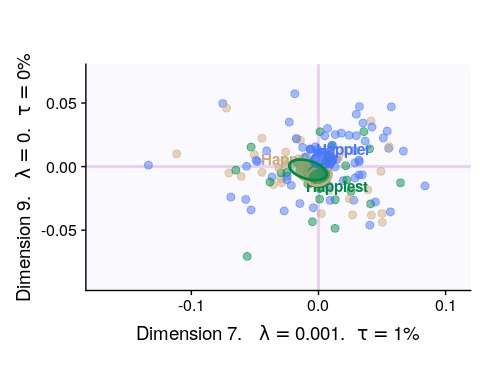 0.05
0.00
-0.05
-0.1
0.0
0.1
Dimension 9. λ = 0. τ = 0%
Happier
Happiest
Dimension 7. λ = 0.001. τ = 1%